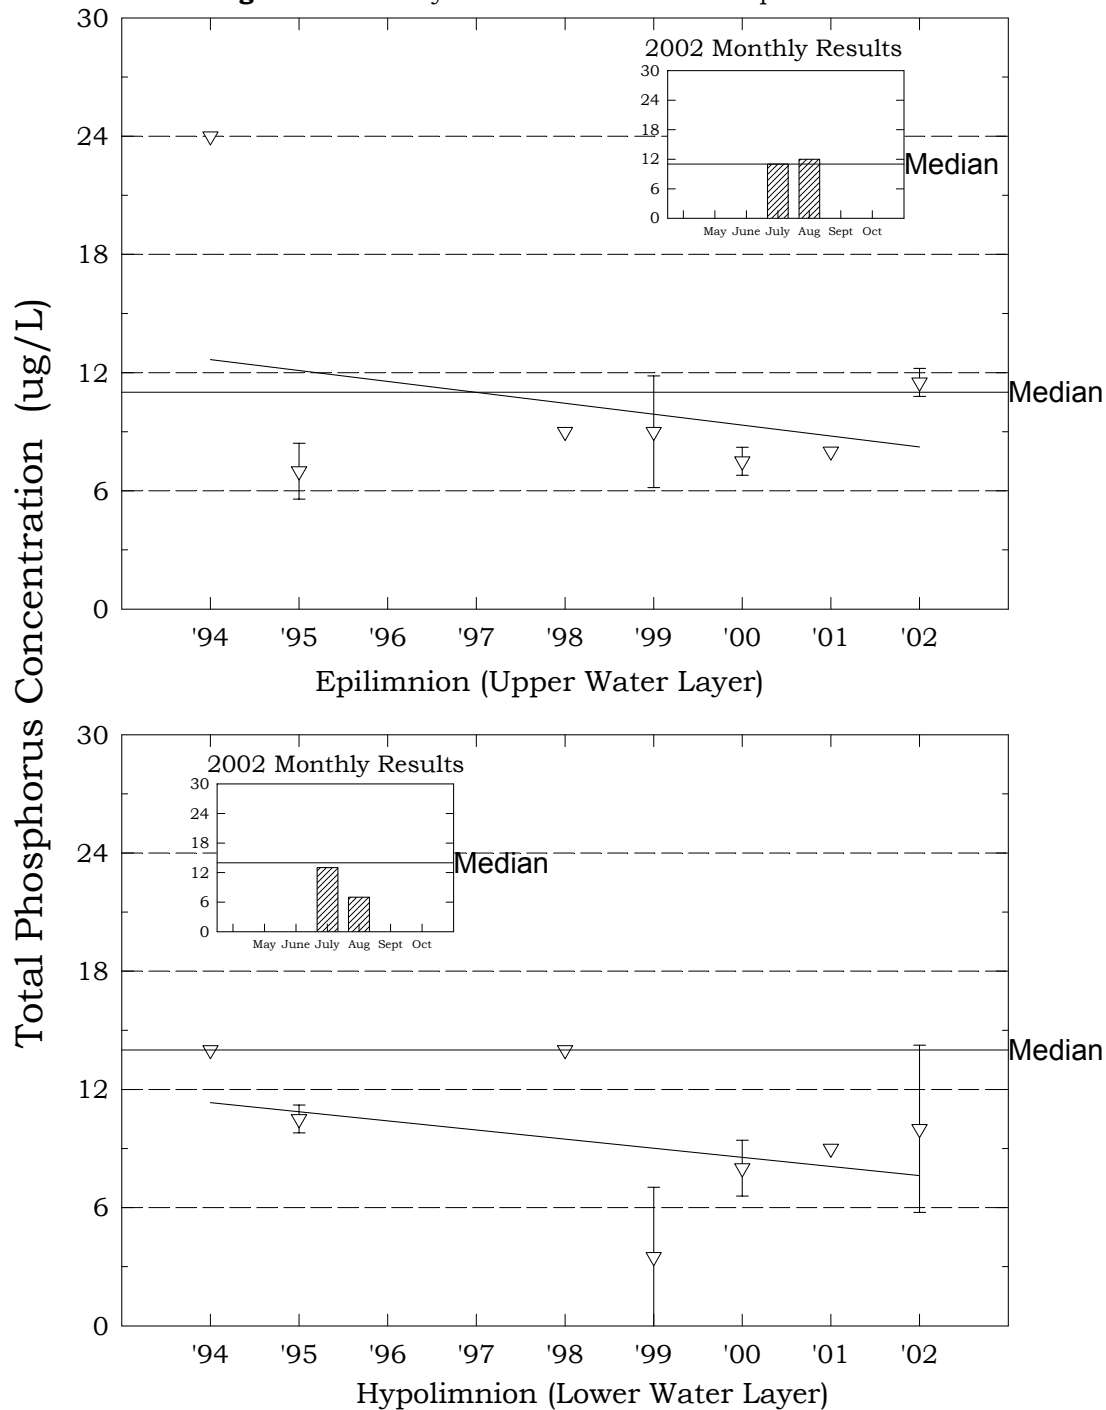 30
24
18
12
6
0
2002 Monthly Results
30
24
18
12
6
0
May June July Aug Sept Oct
Median
Median
'94 '95 '96 '97 '98 '99 '00 '01 '02
Epilimnion (Upper Water Layer)
Total Phosphorus Concentration (ug/L)
30
24
18
12
6
0
2002 Monthly Results
30
24
18
12
6
0
May June July Aug Sept Oct
Median
Median
'94 '95 '96 '97 '98 '99 '00 '01 '02
Hypolimnion (Lower Water Layer)